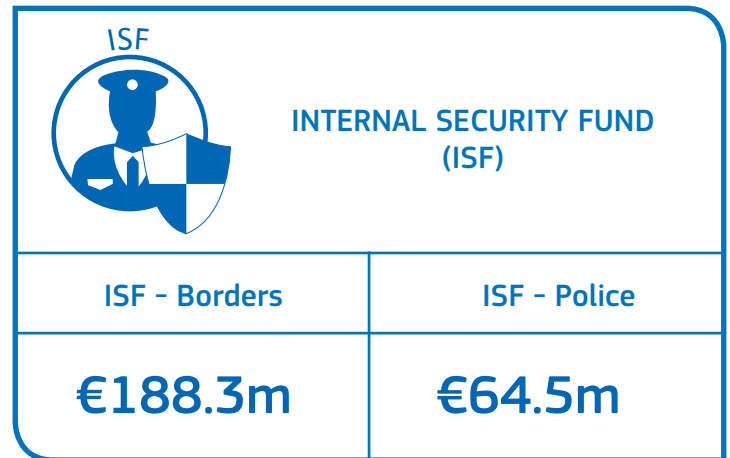 ISF
INTERNAL SECURITY FUND
(ISF)
ISF - Borders
ISF - Police
€188.3m
€64.5m